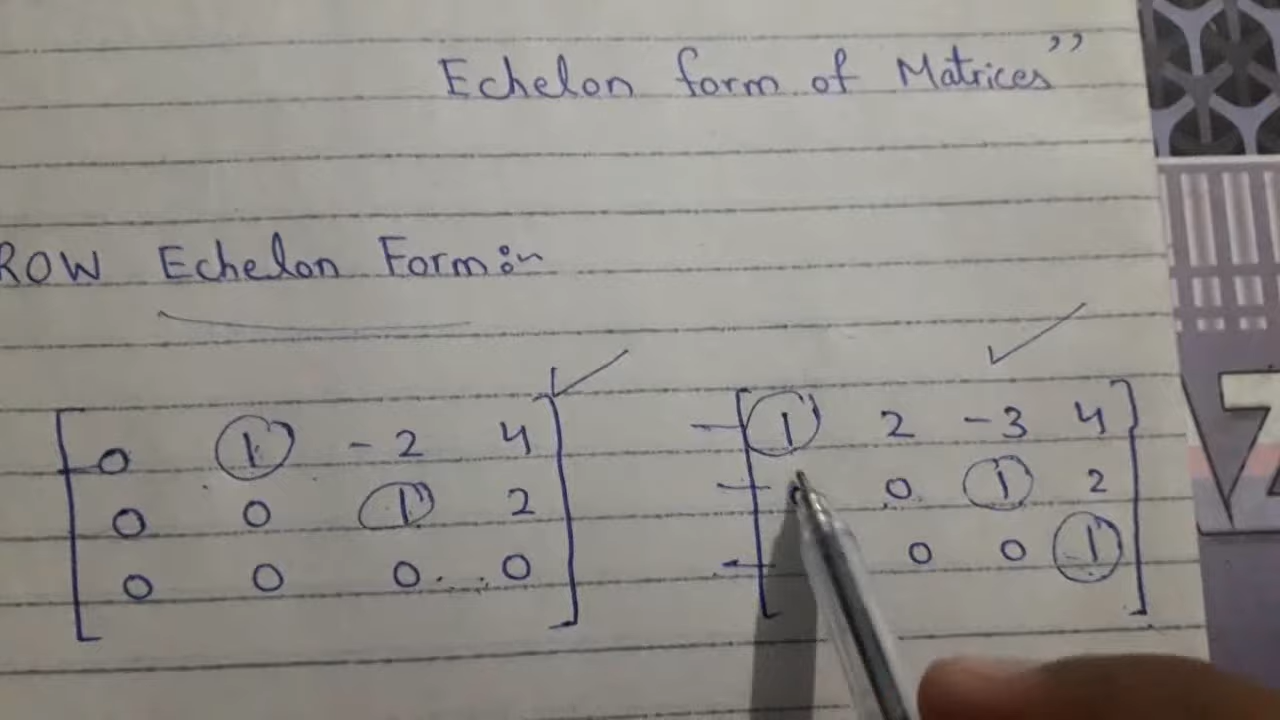 Echelon form of Matrices”
ROW Echelon Form:~
0 1 -2 4
0 0 1 2
0 0 0 0
1 2 -3 4
0 1 2
0 0 1